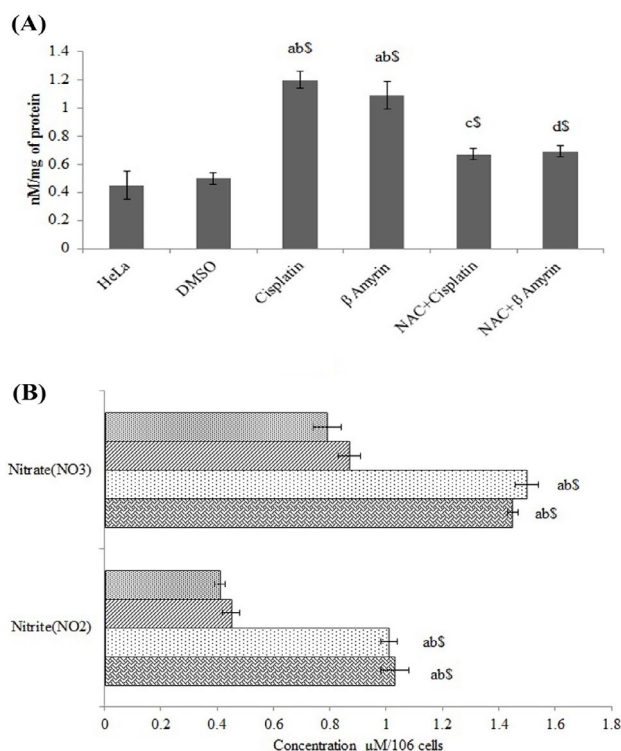 (A)
1.4
1.2
1
0.8
0.6
0.4
0.2
0
nM/mg of protein
ab$
ab$
c$
d$
HeLa
DMSO
Cisplatin
β Amyrin
NAC+Cisplatin
NAC+β Amyrin
(B)
Nitrate(NO3)
ab$
ab$
Nitrite(NO2)
ab$
ab$
0 0.2 0.4 0.6 0.8 1 1.2 1.4 1.6 1.8
Concentration μM/106 cells